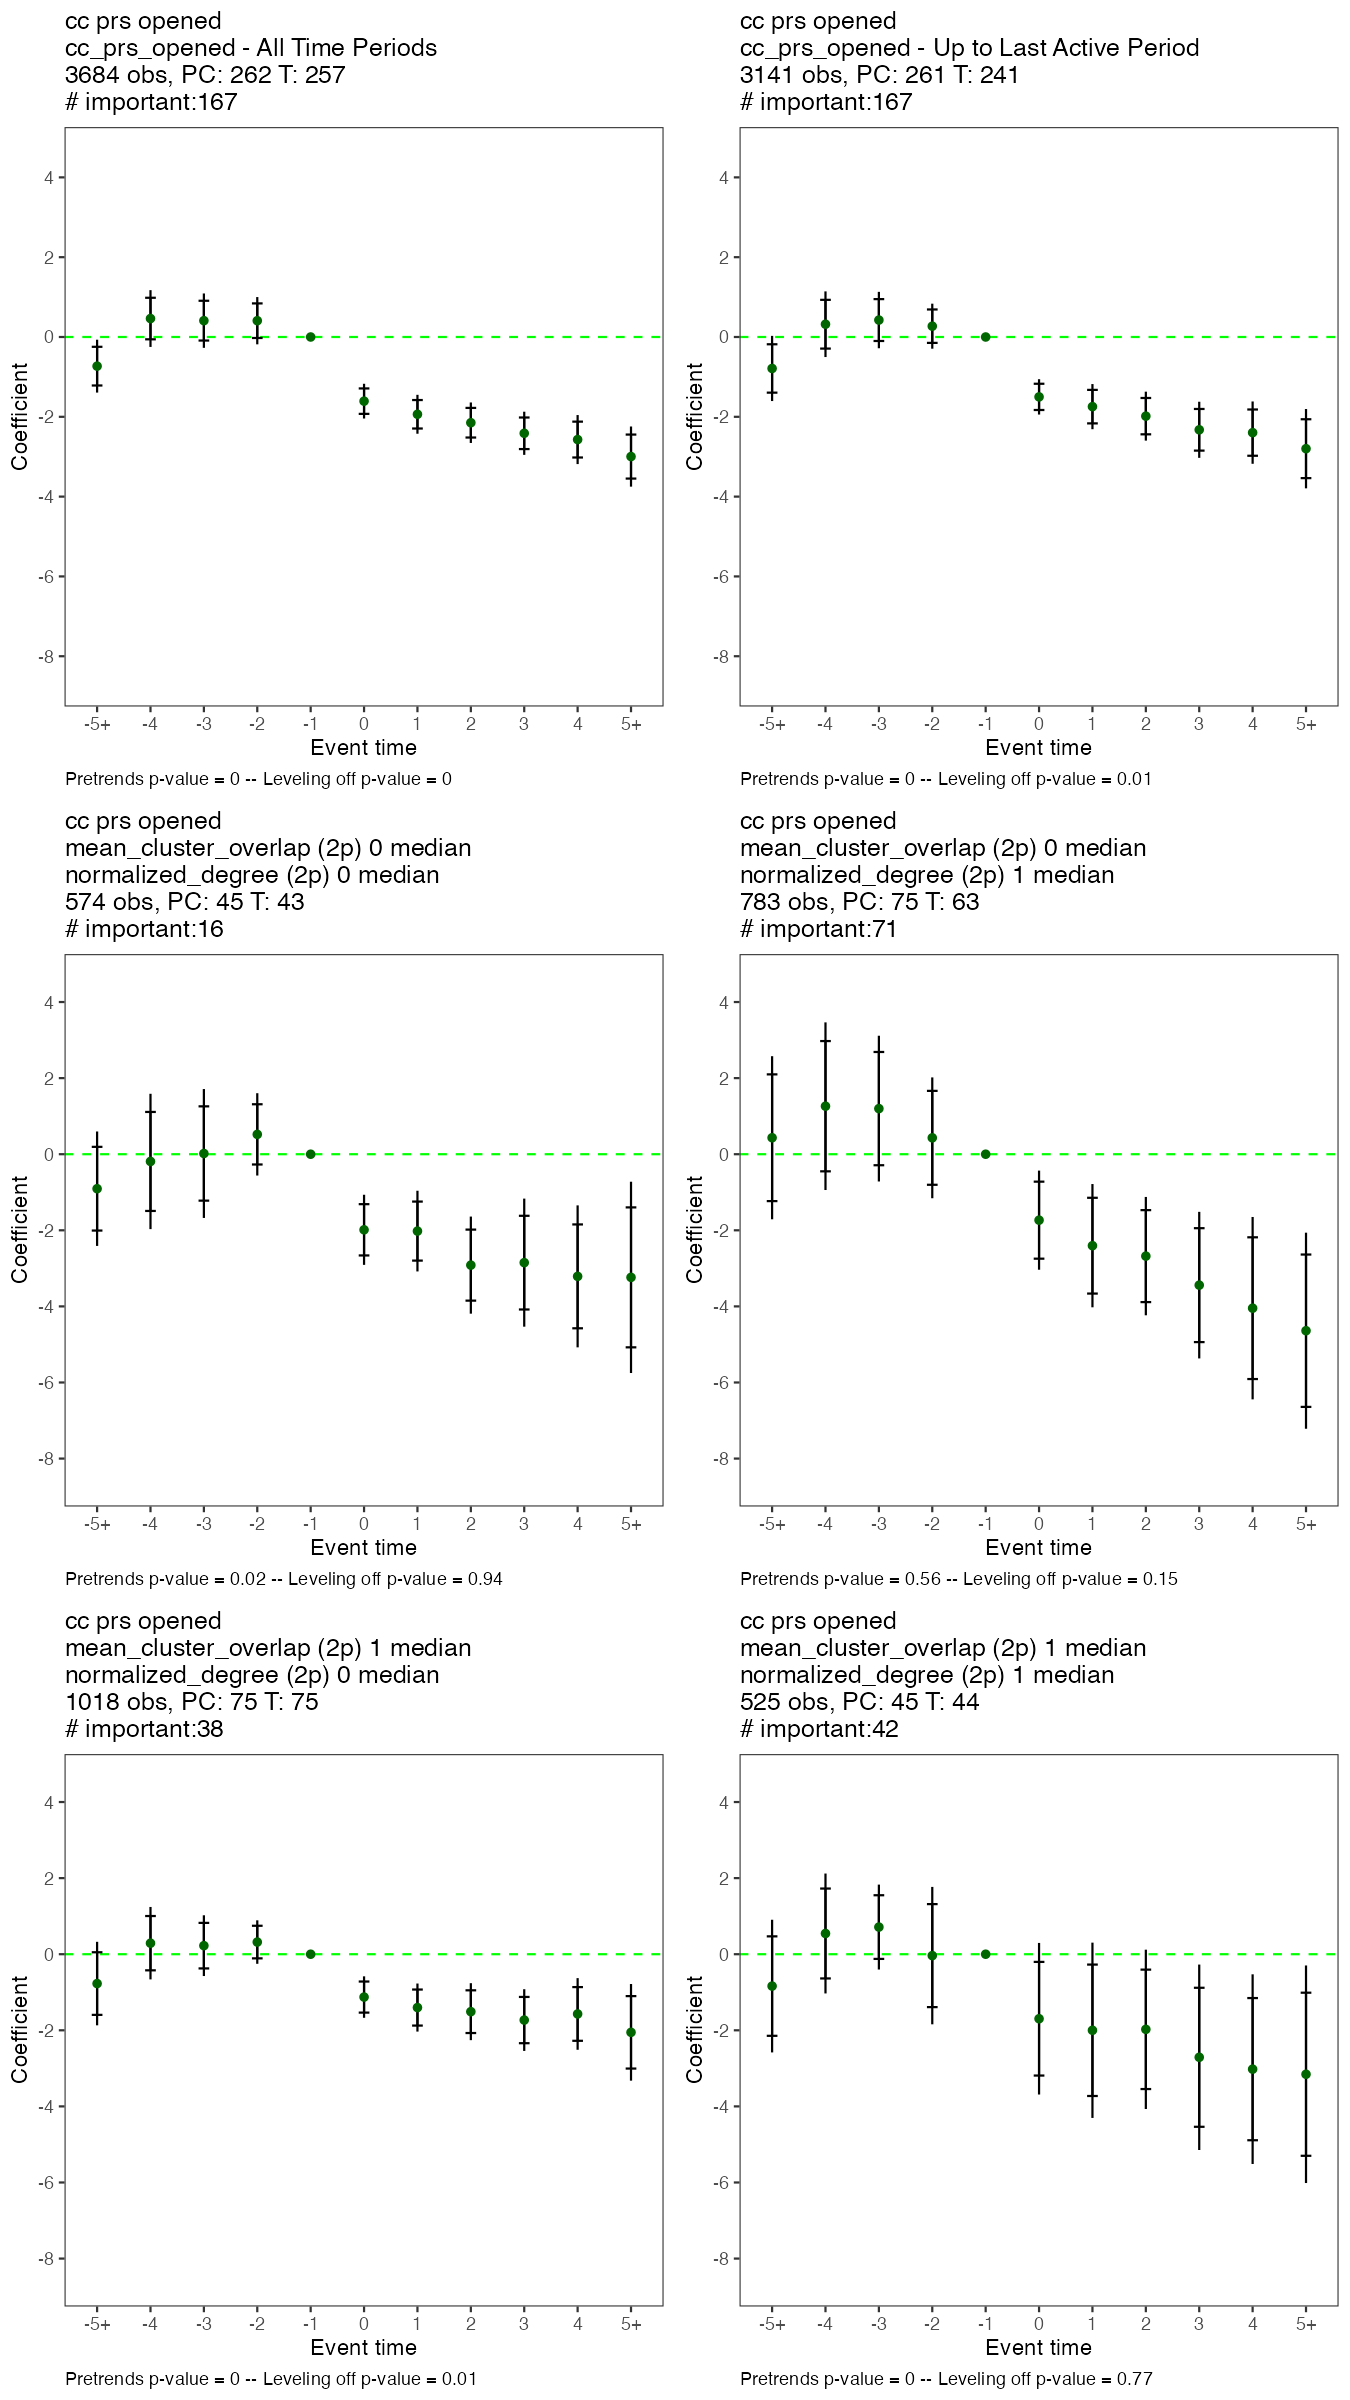 cc prs opened
cc_prs_opened - All Time Periods
3684 obs, PC: 262 T: 257
# important:167
4
2
0
-2
-4
-6
-8
Coefficient
-5+ -4 -3 -2 -1 0 1 2 3 4 5+
Event time
Pretrends p-value = 0 -- Leveling off p-value = 0
cc prs opened
cc_prs_opened - Up to Last Active Period
3141 obs, PC: 261 T: 241
# important:167
4
2
0
-2
-4
-6
-8
Coefficient
-5+ -4 -3 -2 -1 0 1 2 3 4 5+
Event time
Pretrends p-value = 0 -- Leveling off p-value = 0.01
cc prs opened
mean_cluster_overlap (2p) 0 median
normalized_degree (2p) 0 median
574 obs, PC: 45 T: 43
# important:16
4
2
0
-2
-4
-6
-8
Coefficient
-5+ -4 -3 -2 -1 0 1 2 3 4 5+
Event time
Pretrends p-value = 0.02 -- Leveling off p-value = 0.94
cc prs opened
mean_cluster_overlap (2p) 0 median
normalized_degree (2p) 1 median
783 obs, PC: 75 T: 63
# important:71
4
2
0
-2
-4
-6
-8
Coefficient
-5+ -4 -3 -2 -1 0 1 2 3 4 5+
Event time
Pretrends p-value = 0.56 -- Leveling off p-value = 0.15
cc prs opened
mean_cluster_overlap (2p) 1 median
normalized_degree (2p) 0 median
1018 obs, PC: 75 T: 75
# important:38
4
2
0
-2
-4
-6
-8
Coefficient
-5+ -4 -3 -2 -1 0 1 2 3 4 5+
Event time
Pretrends p-value = 0 -- Leveling off p-value = 0.01
cc prs opened
mean_cluster_overlap (2p) 1 median
normalized_degree (2p) 1 median
525 obs, PC: 45 T: 44
# important:42
4
2
0
-2
-4
-6
-8
Coefficient
-5+ -4 -3 -2 -1 0 1 2 3 4 5+
Event time
Pretrends p-value = 0 -- Leveling off p-value = 0.77